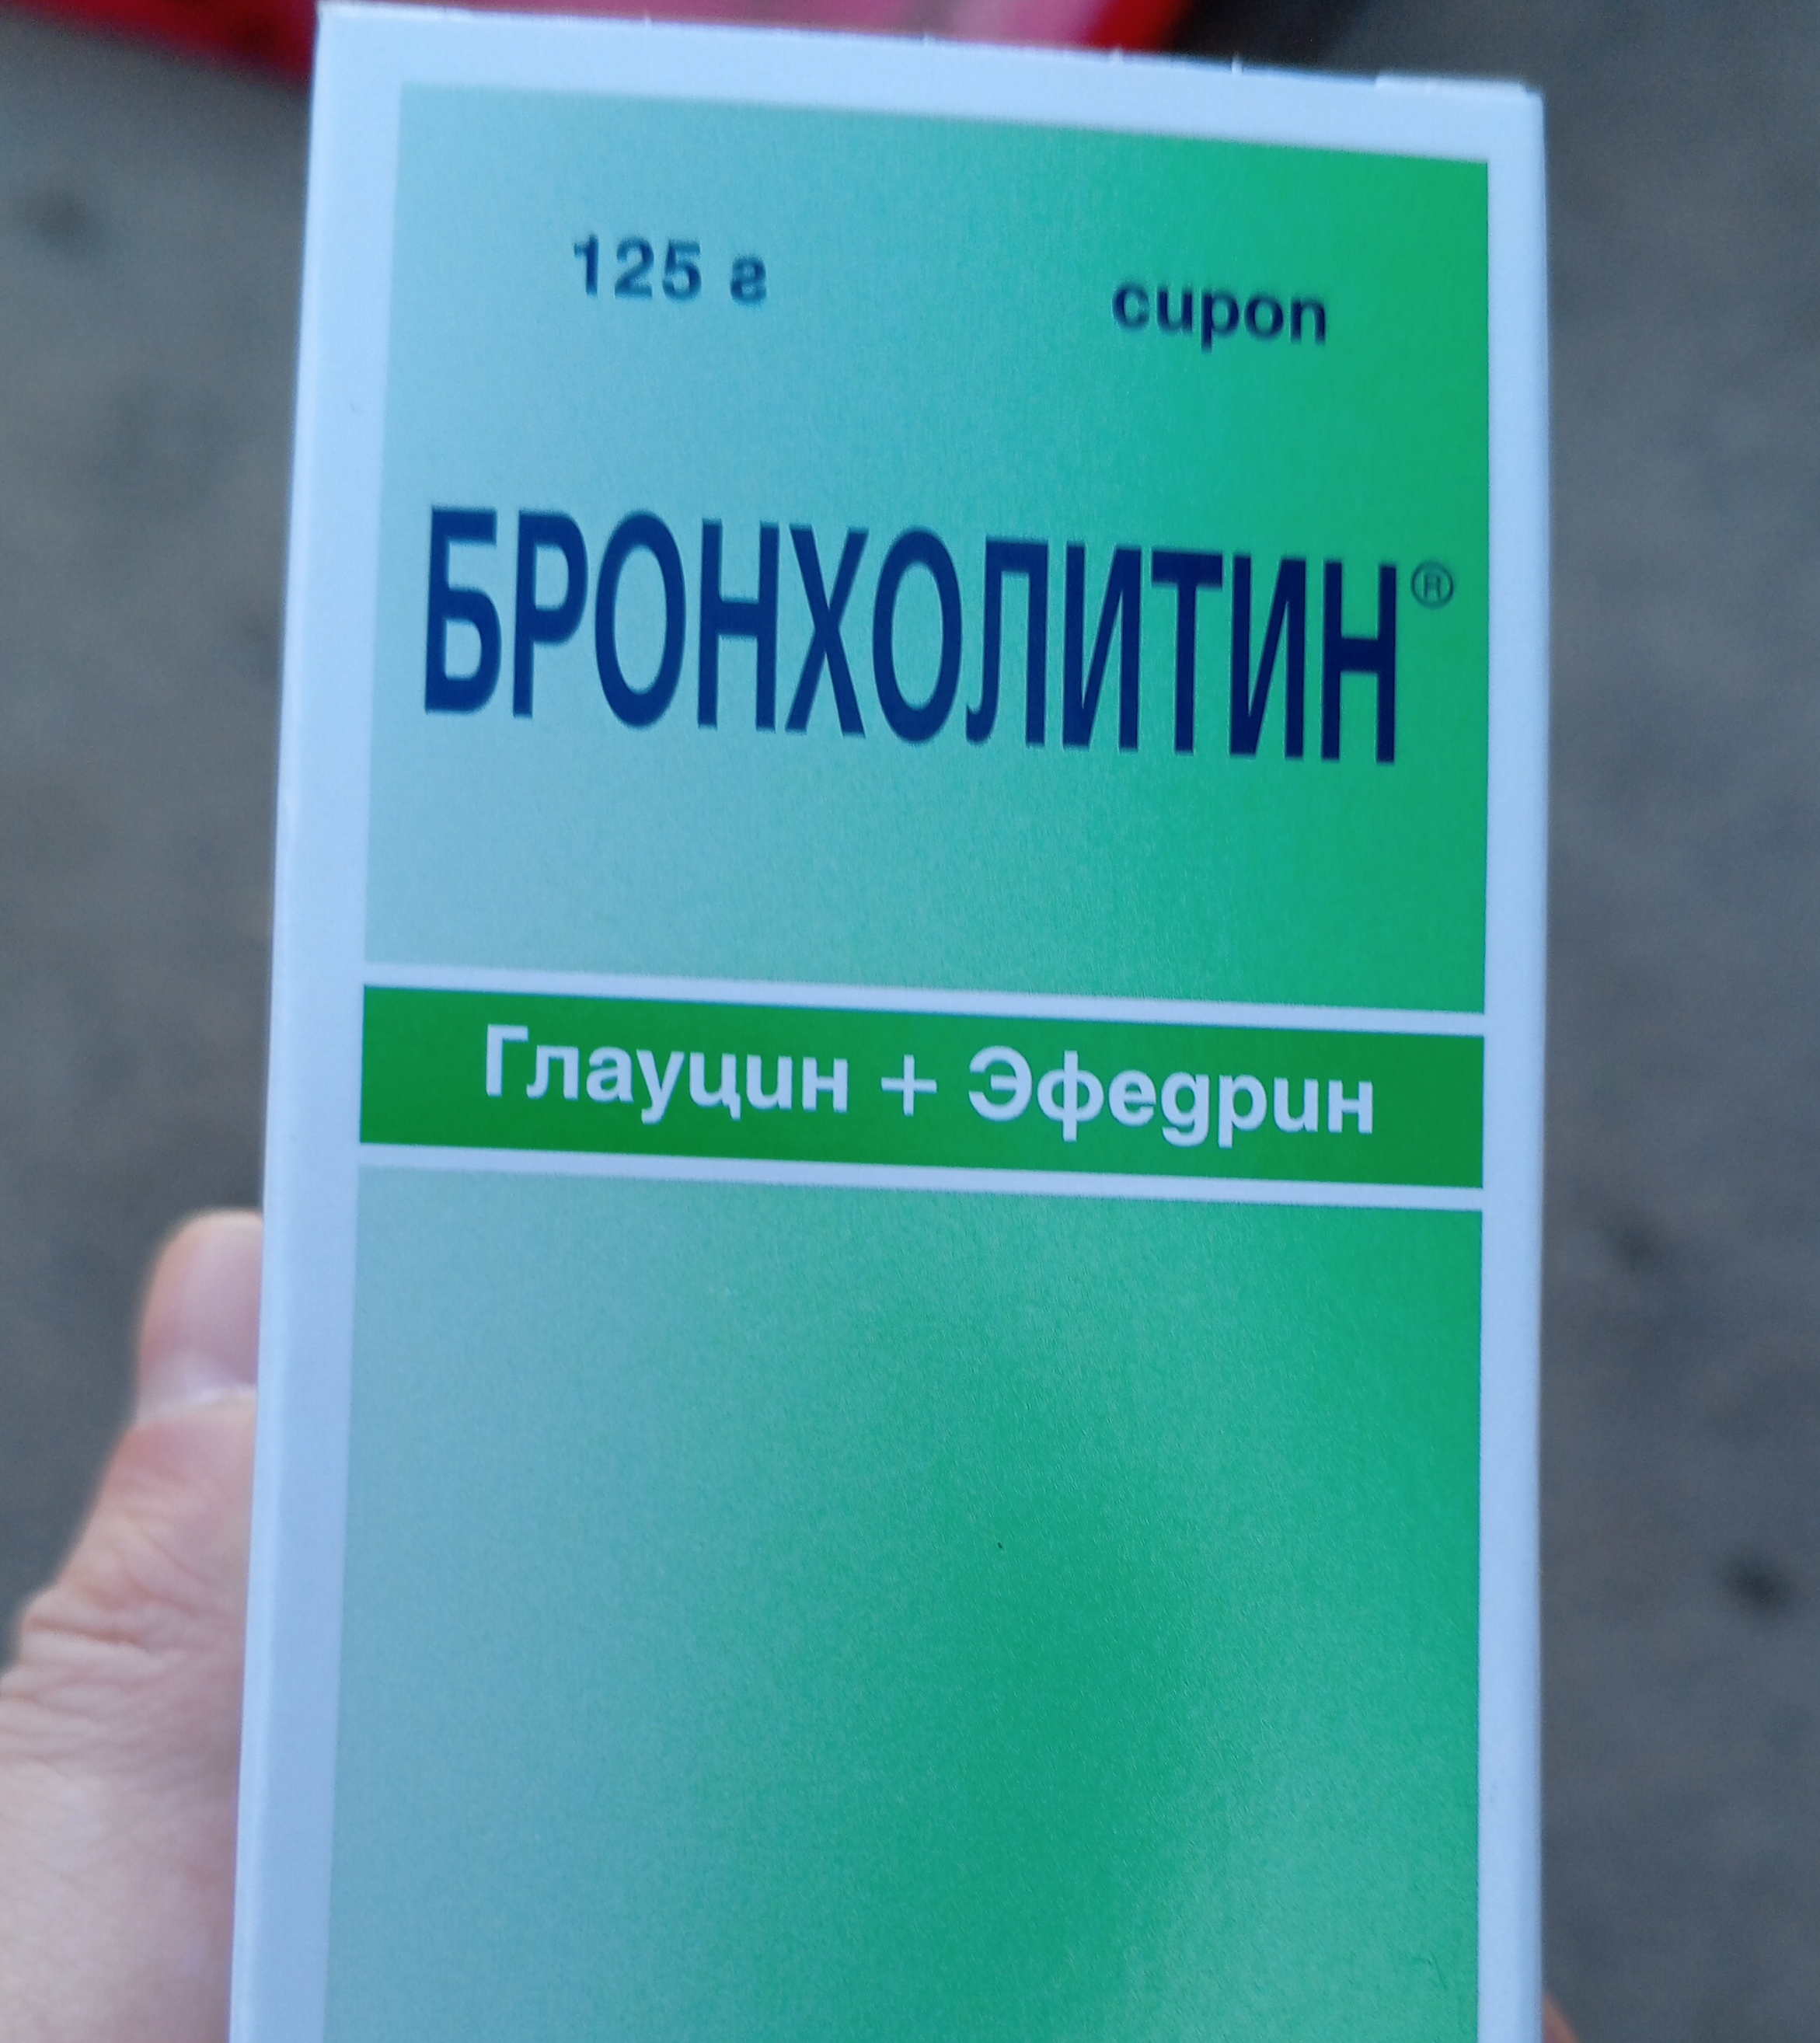 125 г сироп
БРОНХОЛИТИН®
Глауцин + Эфедрин